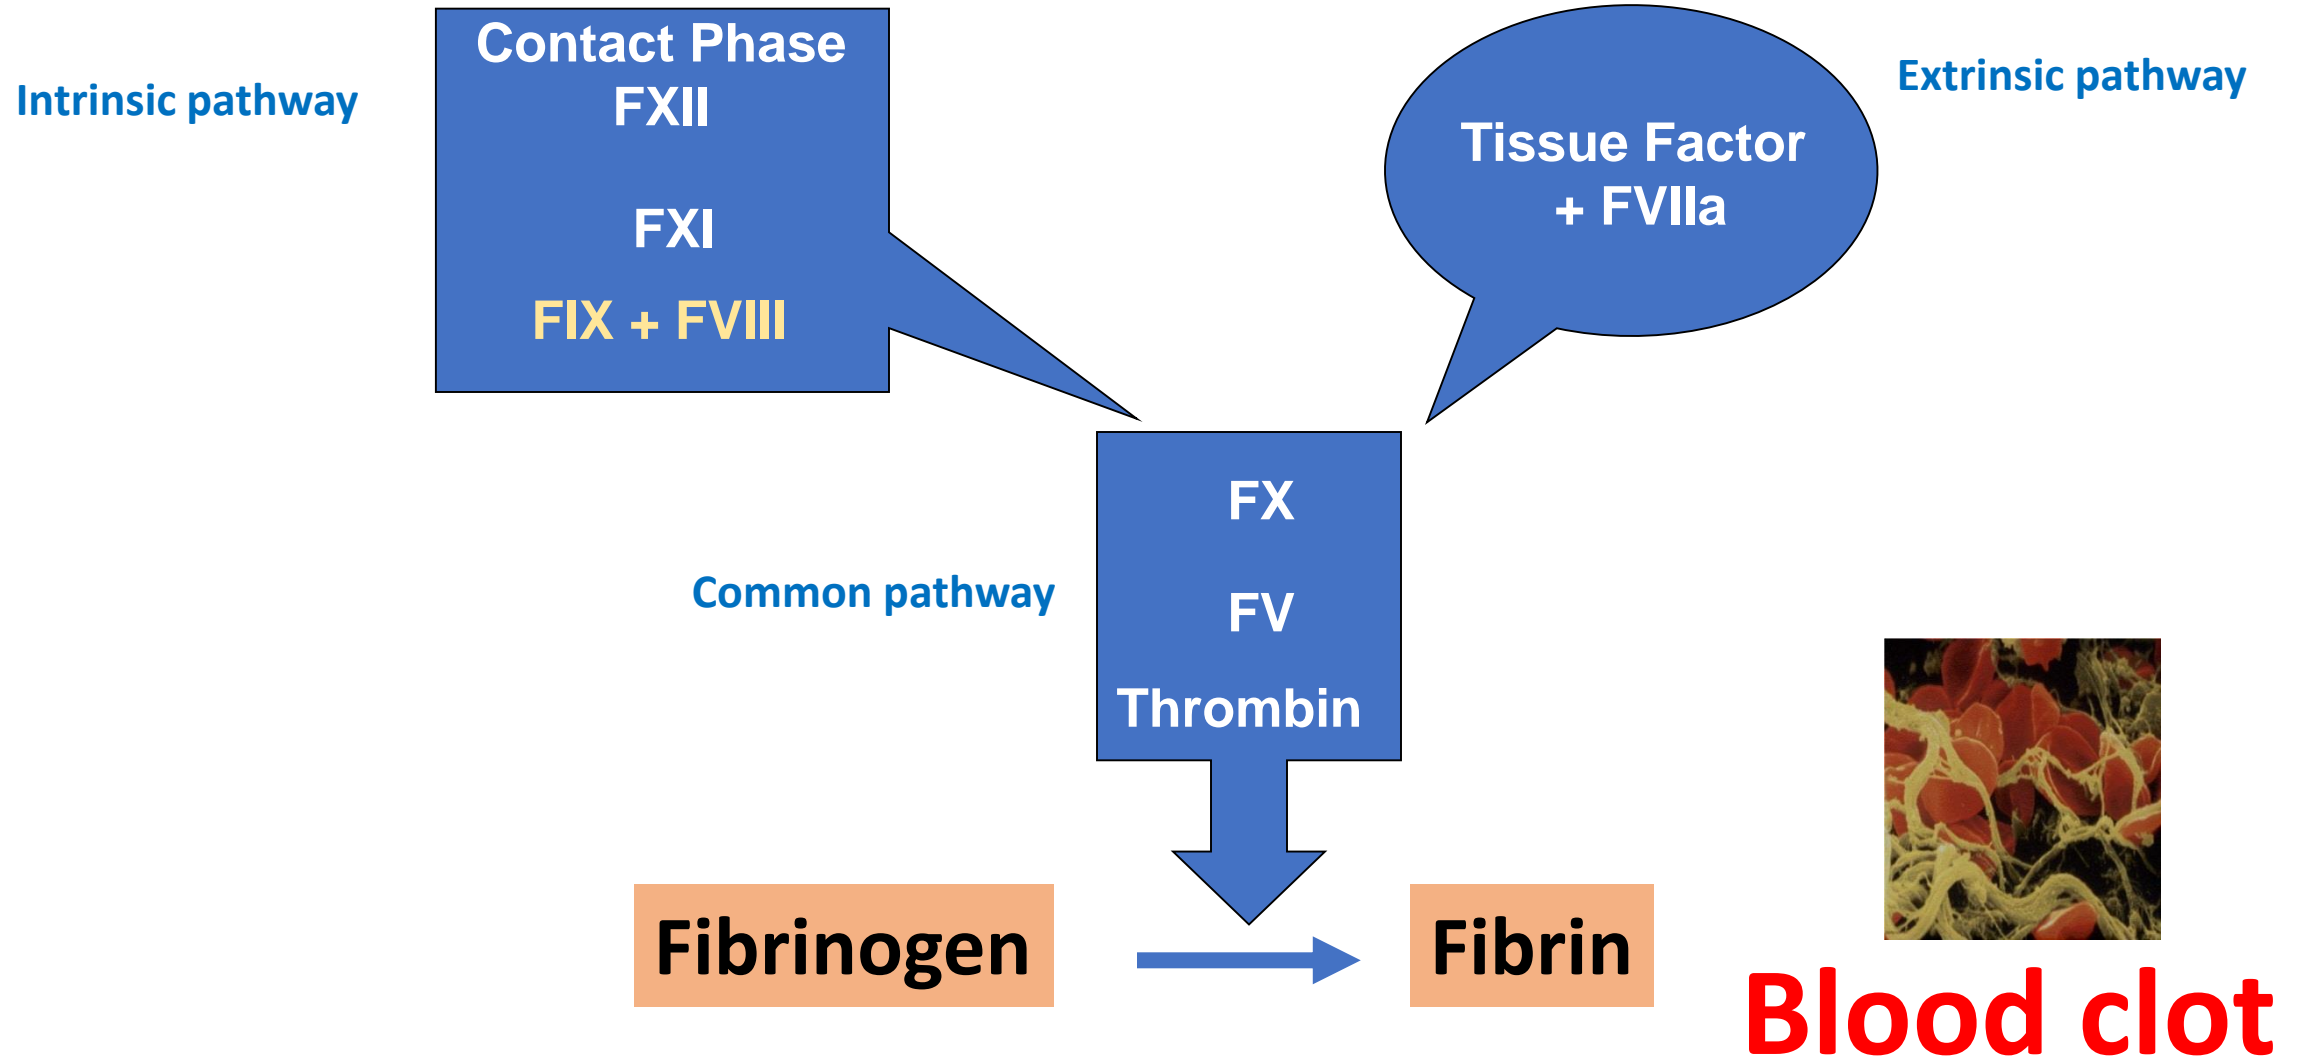 Intrinsic pathway
Contact Phase
FXII
FXI
FIX + FVIII
Extrinsic pathway
Tissue Factor
+ FVIIa
Common pathway
FX
FV
Thrombin
Fibrinogen
Fibrin
Blood clot